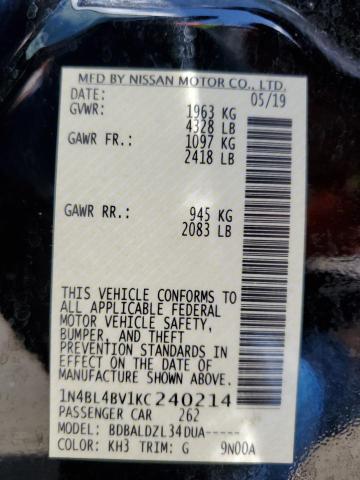 MFD BY NISSAN MOTOR CO., LTD.
DATE: 05/19
GVWR: 1963 KG
4328 LB
GAWR FR.: 1097 KG
2418 LB
GAWR RR.: 945 KG
2083 LB
THIS VEHICLE CONFORMS TO
ALL APPLICABLE FEDERAL
MOTOR VEHICLE SAFETY,
BUMPER, AND THEFT
PREVENTION STANDARDS
IN EFFECT ON THE DATE
OF MANUFACTURE SHOWN
ABOVE.
1N4BL4BV1KC240214
PASSENGER CAR 262
MODEL: BDBALDZL34DUA-----
COLOR: KH3 TRIM: G 9N00A